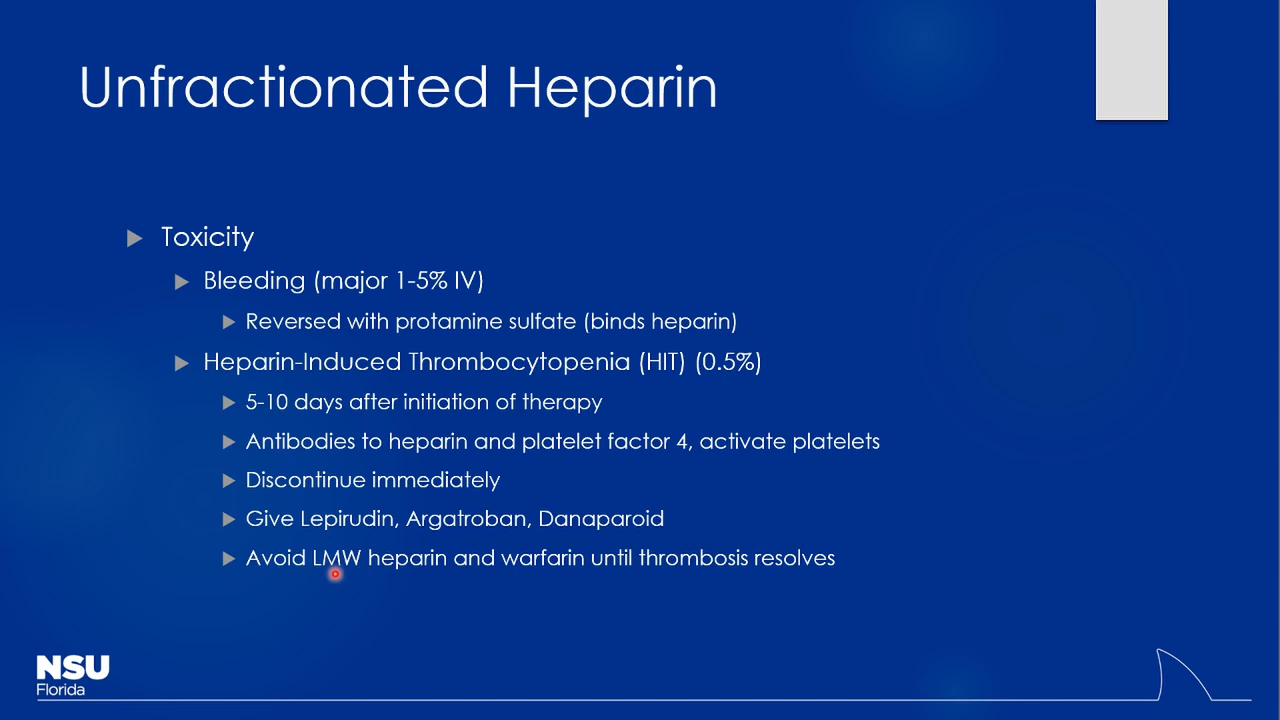 Unfractionated Heparin
Toxicity
Bleeding (major 1-5% IV)
Reversed with protamine sulfate (binds heparin)
Heparin-Induced Thrombocytopenia (HIT) (0.5%)
5-10 days after initiation of therapy
Antibodies to heparin and platelet factor 4, activate platelets
Discontinue immediately
Give Lepirudin, Argatroban, Danaparoid
Avoid LMW heparin and warfarin until thrombosis resolves
NSU
Florida